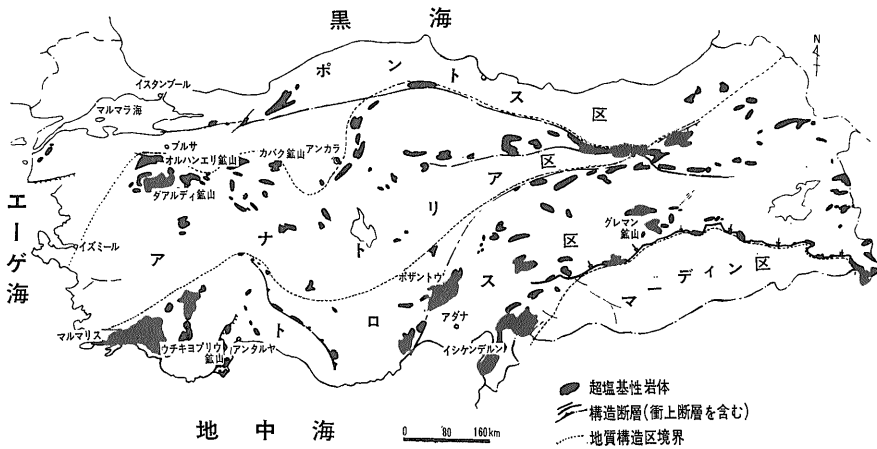 黒海
N
ポントス区
イスタンブール
マルマラ海
ブルサ
オルハンエリ鉱山
カバク鉱山
アンカラ
ダアルディ鉱山
エーゲ海
アナトリア区
イズミール
グレマン鉱山
ボザントウ
トロス区
マーディン区
アダナ
マルマリス
ウチキヨプリウ鉱山
アンタルヤ
イシケンデルン
地中海
0 80 160km
超塩基性岩体
構造断層(衝上断層を含む)
地質構造区境界